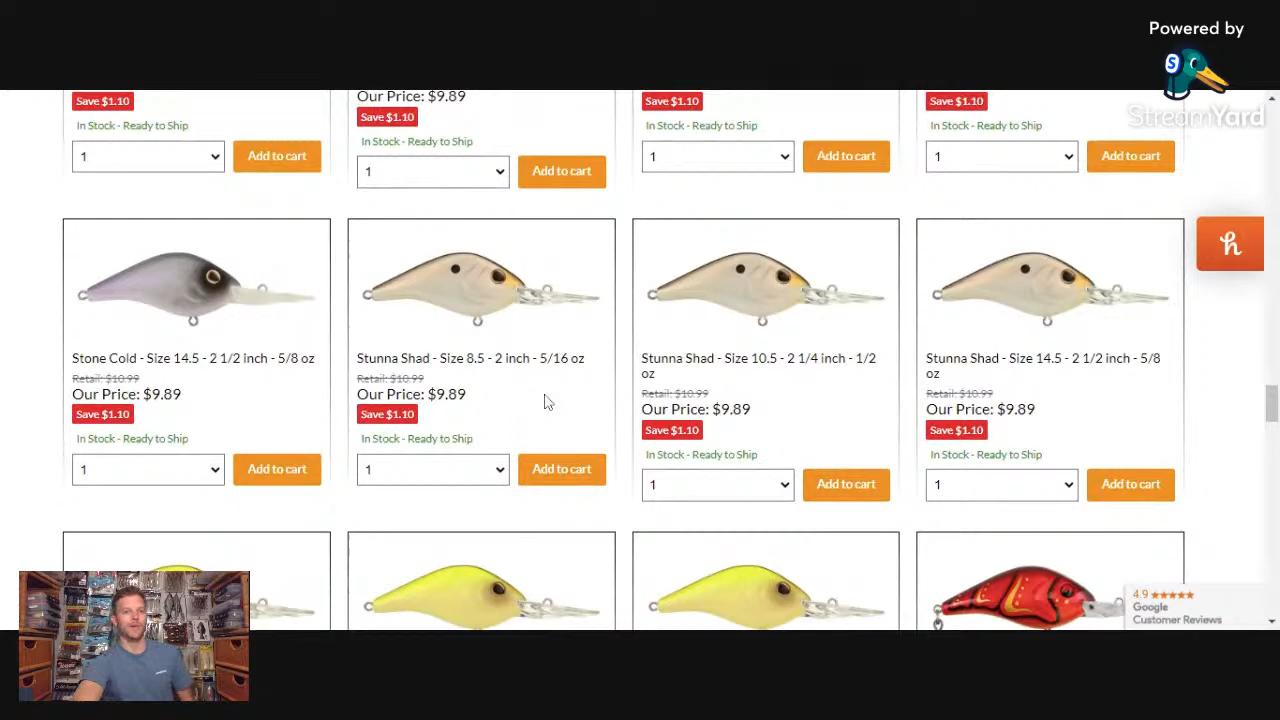 Powered by
S
StreamYard
Save $1.10
In Stock - Ready to Ship
1
Add to cart
Our Price: $9.89
Save $1.10
In Stock - Ready to Ship
1
Add to cart
Save $1.10
In Stock - Ready to Ship
1
Add to cart
Save $1.10
In Stock - Ready to Ship
1
Add to cart
h
Stone Cold - Size 14.5 - 2 1/2 inch - 5/8 oz
Retail: $10.99
Our Price: $9.89
Save $1.10
In Stock - Ready to Ship
1
Add to cart
Stunna Shad - Size 8.5 - 2 inch - 5/16 oz
Retail: $10.99
Our Price: $9.89
Save $1.10
In Stock - Ready to Ship
1
Add to cart
Stunna Shad - Size 10.5 - 2 1/4 inch - 1/2
oz
Retail: $10.99
Our Price: $9.89
Save $1.10
In Stock - Ready to Ship
1
Add to cart
Stunna Shad - Size 14.5 - 2 1/2 inch - 5/8
oz
Retail: $10.99
Our Price: $9.89
Save $1.10
In Stock - Ready to Ship
1
Add to cart
4.9
Google
Customer Reviews